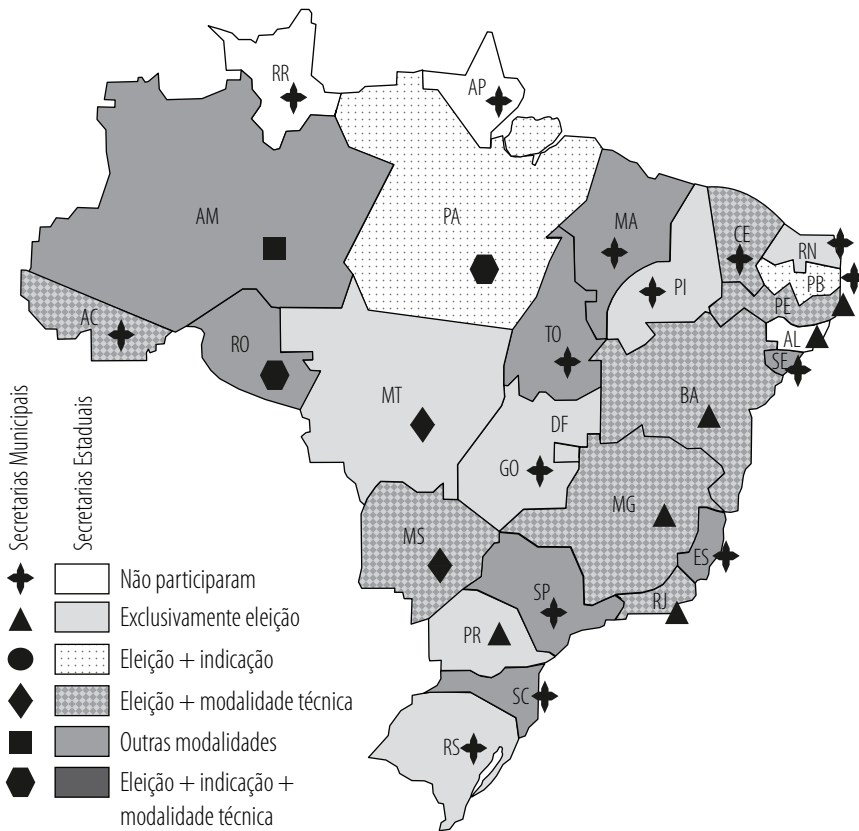 RR
AP
AM
PA
MA
CE
RN
PB
PI
PE
AC
AL
TO
SE
RO
BA
MT
DF
GO
MG
MS
ES
SP
RJ
PR
SC
RS
Secretarias Municipais
Secretarias Estaduais
Não participaram
Exclusivamente eleição
Eleição + indicação
Eleição + modalidade técnica
Outras modalidades
Eleição + indicação +
modalidade técnica